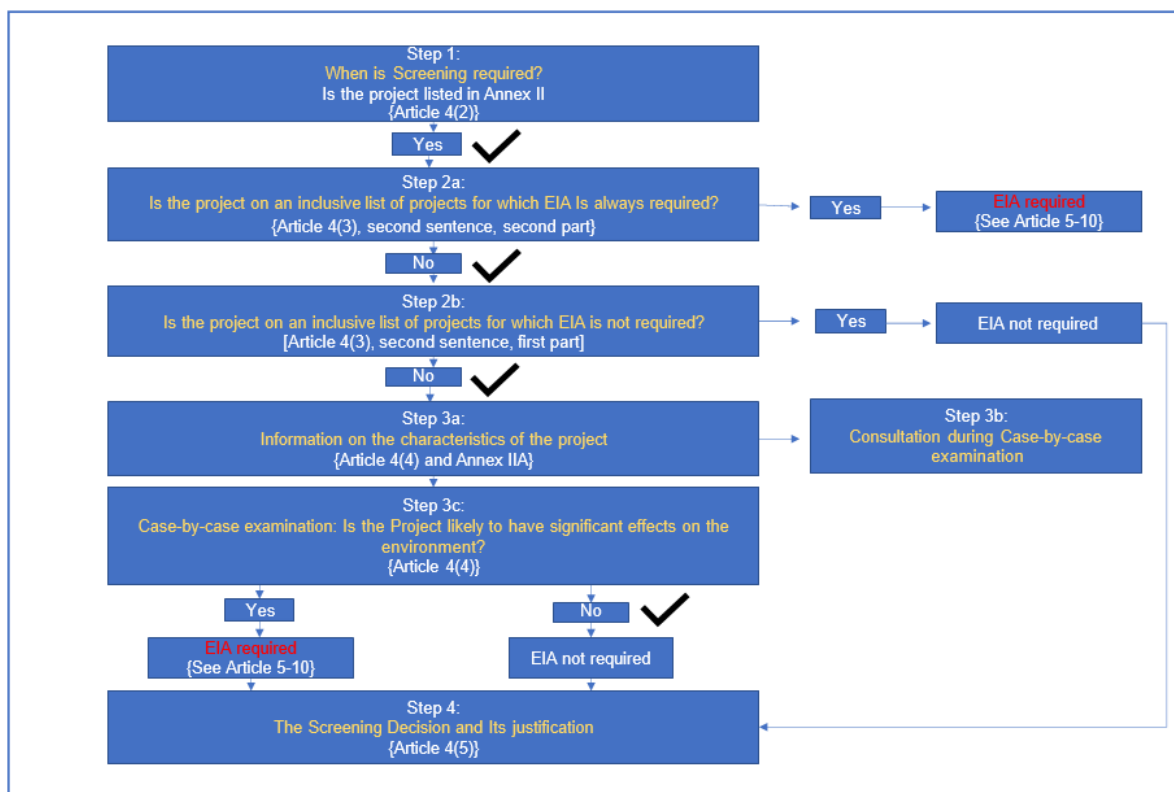 Step 1:
When is Screening required?
Is the project listed in Annex II
{Article 4(2)}
Yes
Step 2a:
Is the project on an inclusive list of projects for which EIA Is always required?
{Article 4(3), second sentence, second part}
Yes
EIA required
{See Article 5-10}
No
Step 2b:
Is the project on an inclusive list of projects for which EIA is not required?
[Article 4(3), second sentence, first part]
Yes
EIA not required
No
Step 3a:
Information on the characteristics of the project
{Article 4(4) and Annex IIA}
Step 3b:
Consultation during Case-by-case
examination
Step 3c:
Case-by-case examination: Is the Project likely to have significant effects on the
environment?
{Article 4(4)}
Yes
No
EIA required
{See Article 5-10}
EIA not required
Step 4:
The Screening Decision and Its justification
{Article 4(5)}